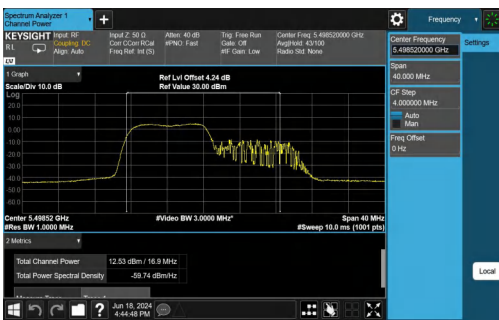 Spectrum Analyzer 1
Channel Power
+
Frequency
KEYSIGHT
Input: RF
Input Z: 50 Ω
Atten: 40 dB
Trig: Free Run
Center Freq: 5.498520000 GHz
RL
Coupling: DC
Corr CCorr RCal
#PNO: Fast
Gate: Off
Avg|Hold: 43/100
Align: Auto
Freq Ref: Int (S)
#IF Gain: Low
Radio Std: None
Center Frequency
5.498520000 GHz
Settings
Span
40.000 MHz
CF Step
4.000000 MHz
Auto
Man
Freq Offset
0 Hz
1 Graph
Ref Lvl Offset 4.24 dB
Scale/Div 10.0 dB
Ref Value 30.00 dBm
Log
20.0
10.0
0.00
-10.0
-20.0
-30.0
-40.0
-50.0
-60.0
Center 5.49852 GHz
#Video BW 3.0000 MHz*
Span 40 MHz
#Res BW 1.0000 MHz
#Sweep 10.0 ms (1001 pts)
2 Metrics
Total Channel Power
12.53 dBm / 16.9 MHz
Total Power Spectral Density
-59.74 dBm/Hz
Local
?
Jun 18, 2024
4:44:48 PM